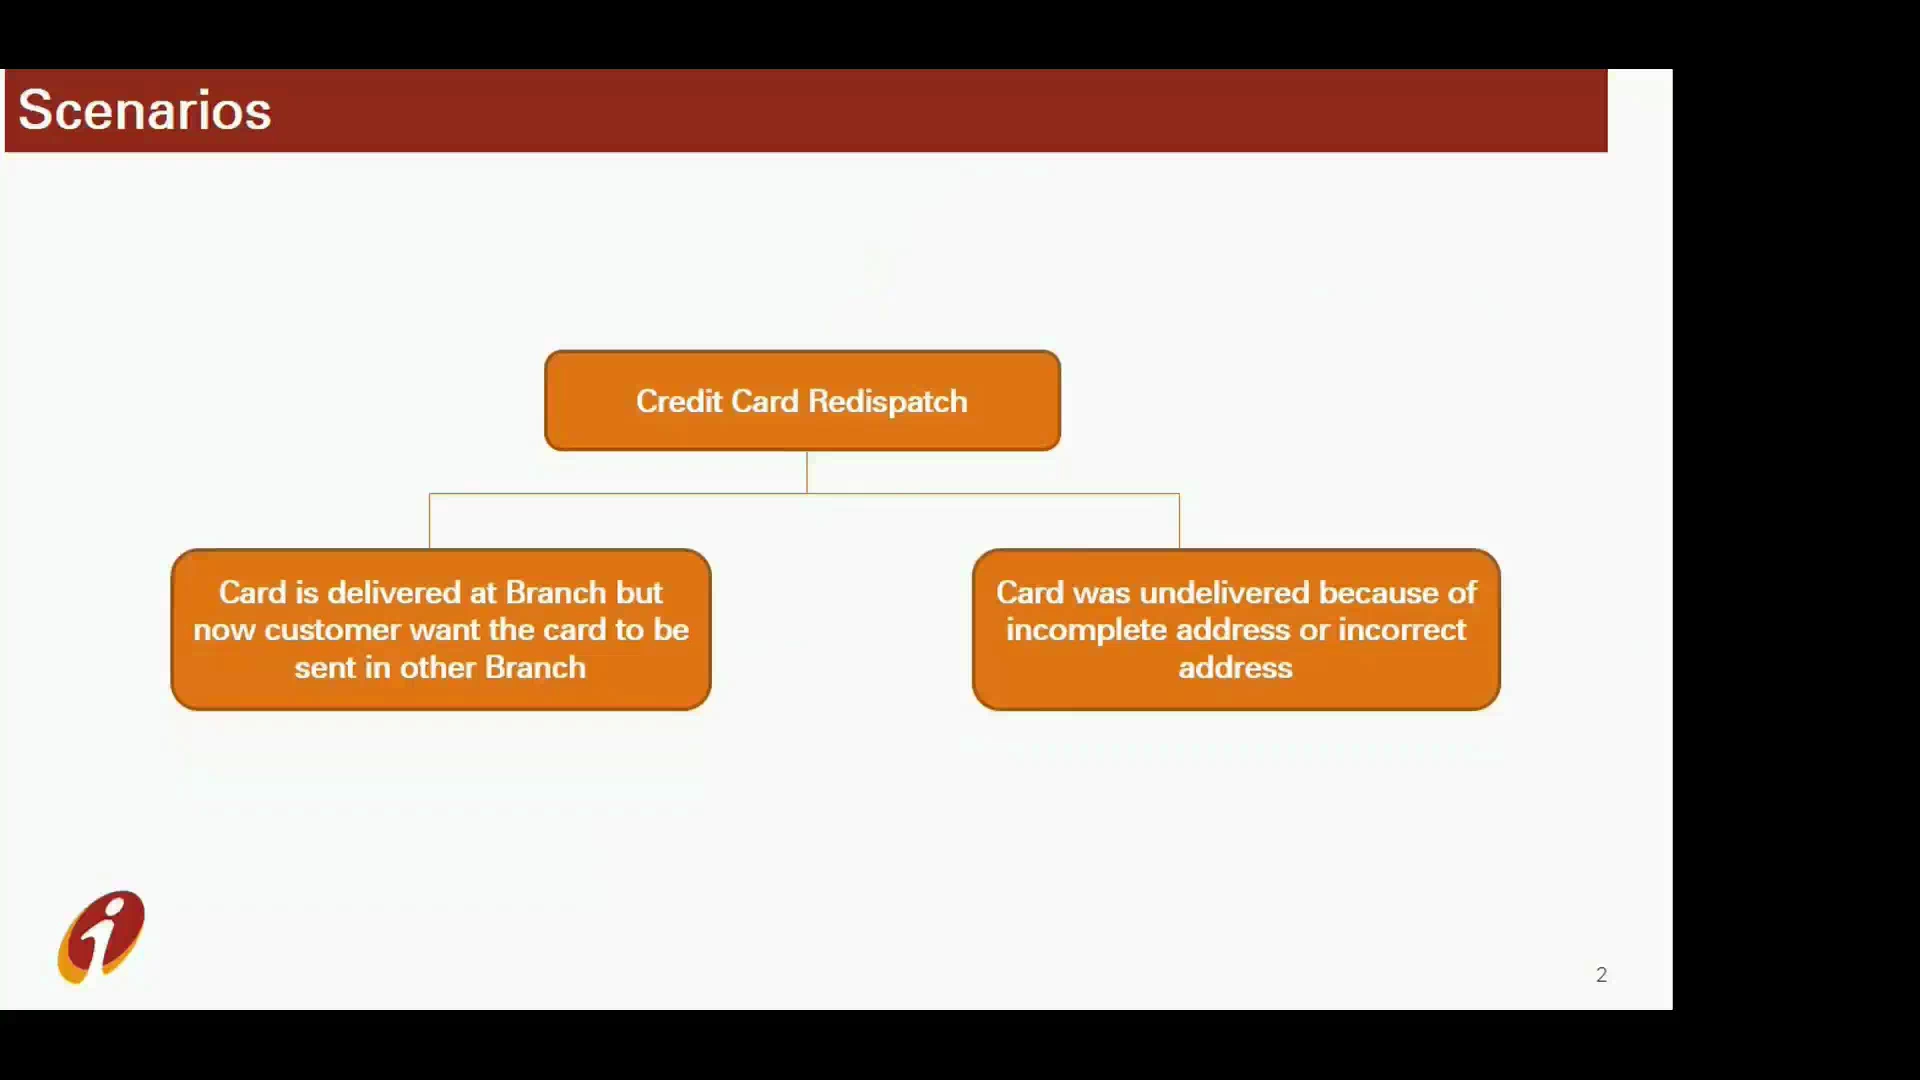 Scenarios
Credit Card Redispatch
Card is delivered at Branch but
now customer want the card to be
sent in other Branch
Card was undelivered because of
incomplete address or incorrect
address
2